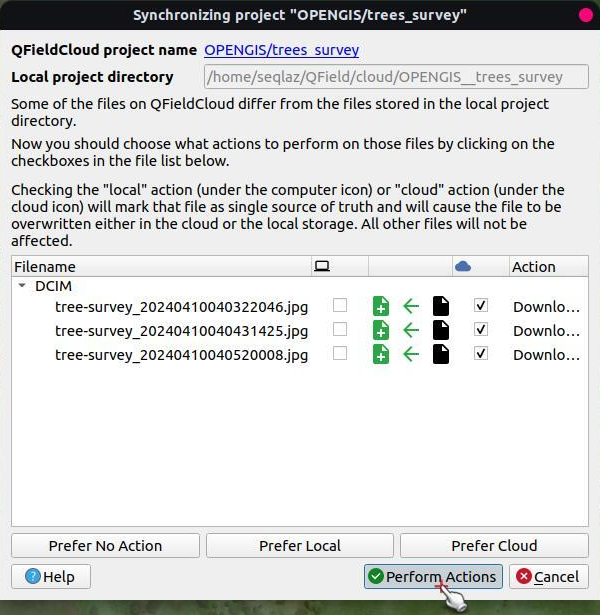 Synchronizing project "OPENGIS/trees_survey"
QFieldCloud project name OPENGIS/trees_survey
Local project directory /home/seqlaz/QField/cloud/OPENGIS__trees_survey
Some of the files on QFieldCloud differ from the files stored in the local project
directory.
Now you should choose what actions to perform on those files by clicking on the
checkboxes in the file list below.
Checking the "local" action (under the computer icon) or "cloud" action (under the
cloud icon) will mark that file as single source of truth and will cause the file to be
overwritten either in the cloud or the local storage. All other files will not be
affected.
Filename Action
DCIM
tree-survey_20240410040322046.jpg Downlo...
tree-survey_20240410040431425.jpg Downlo...
tree-survey_20240410040520008.jpg Downlo...
Prefer No Action Prefer Local Prefer Cloud
Help Perform Actions Cancel